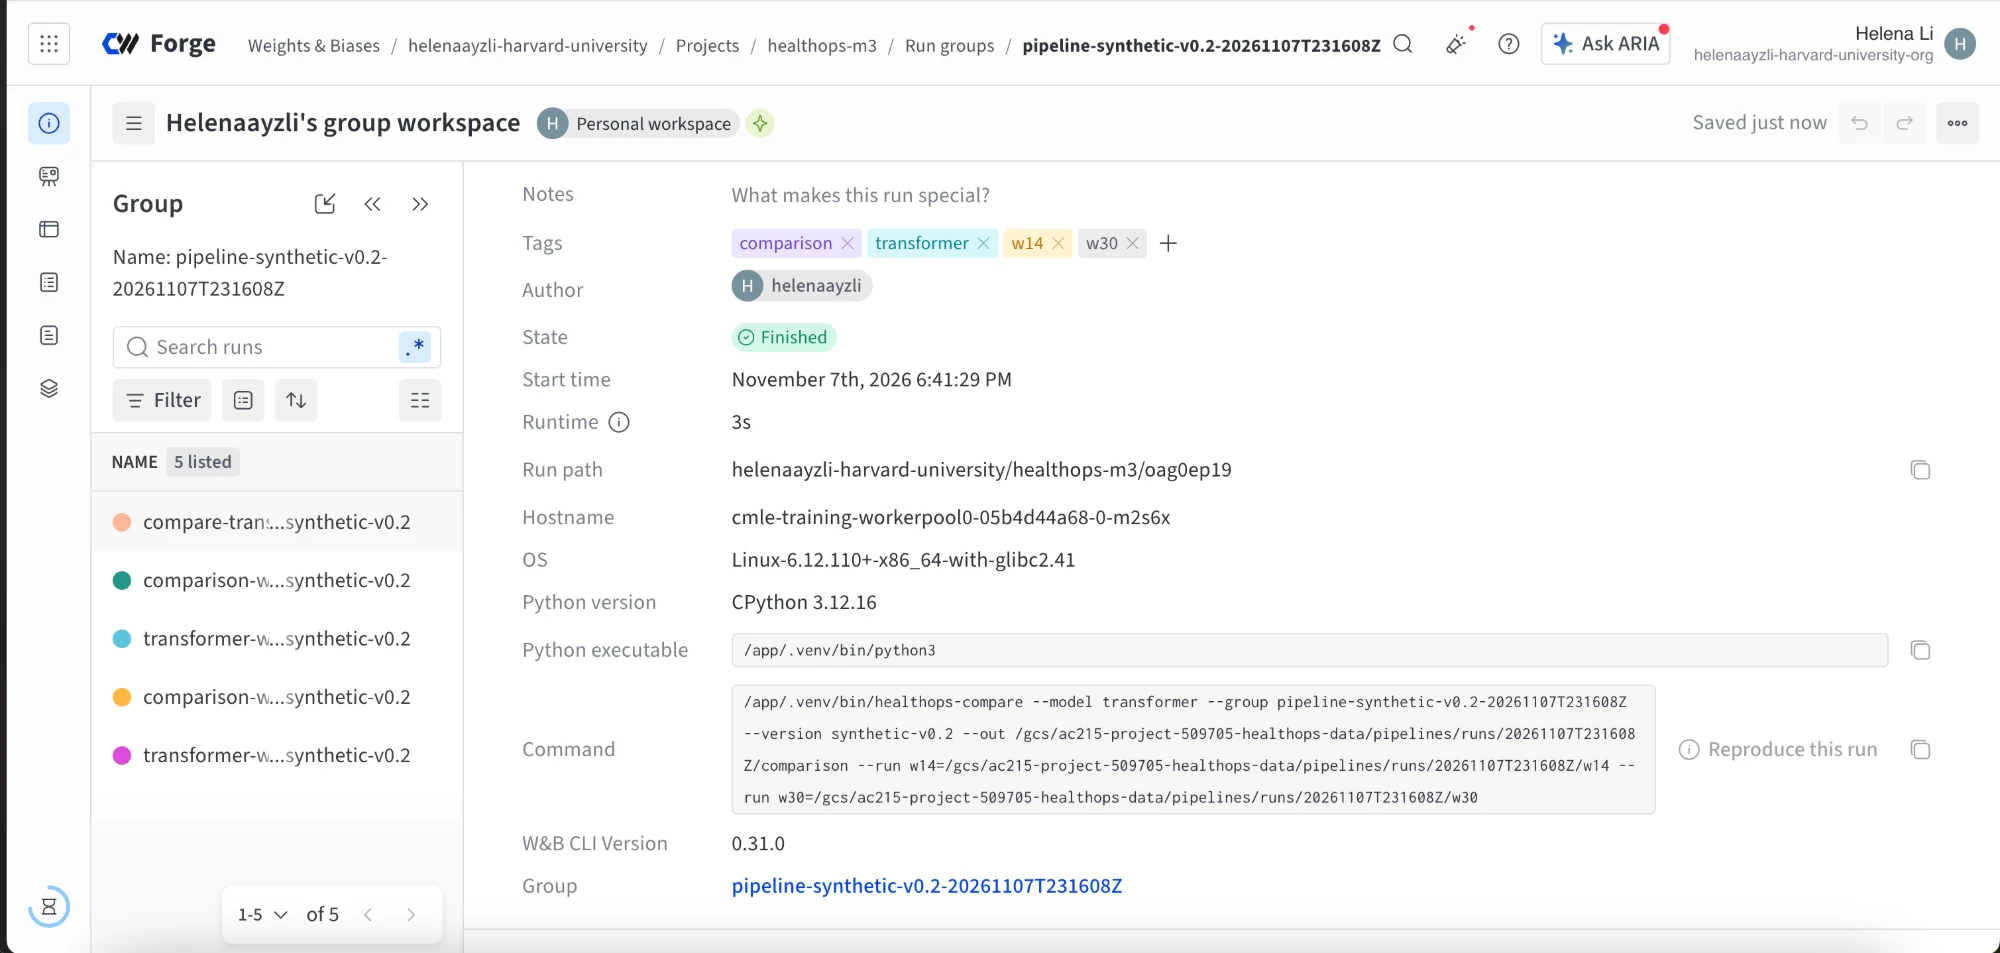 Forge
Weights & Biases / helenaayzli-harvard-university / Projects / healthops-m3 / Run groups / pipeline-synthetic-v0.2-20261107T231608Z
Ask ARIA
Helena Li
helenaayzli-harvard-university-org
H
Helenaayzli's group workspace
H Personal workspace
Saved just now
Group
Name: pipeline-synthetic-v0.2-
20261107T231608Z
Search runs
.*
Filter
NAME 5 listed
compare-trans...synthetic-v0.2
comparison-w...synthetic-v0.2
transformer-w...synthetic-v0.2
comparison-w...synthetic-v0.2
transformer-w...synthetic-v0.2
1-5 of 5
Notes What makes this run special?
Tags comparison transformer w14 w30
Author H helenaayzli
State Finished
Start time November 7th, 2026 6:41:29 PM
Runtime 3s
Run path helenaayzli-harvard-university/healthops-m3/oag0ep19
Hostname cmle-training-workerpool0-05b4d44a68-0-m2s6x
OS Linux-6.12.110+-x86_64-with-glibc2.41
Python version CPython 3.12.16
Python executable /app/.venv/bin/python3
Command
/app/.venv/bin/healthops-compare --model transformer --group pipeline-synthetic-v0.2-20261107T231608Z
--version synthetic-v0.2 --out /gcs/ac215-project-509705-healthops-data/pipelines/runs/20261107T231608
Z/comparison --run w14=/gcs/ac215-project-509705-healthops-data/pipelines/runs/20261107T231608Z/w14 --
run w30=/gcs/ac215-project-509705-healthops-data/pipelines/runs/20261107T231608Z/w30
Reproduce this run
W&B CLI Version 0.31.0
Group pipeline-synthetic-v0.2-20261107T231608Z